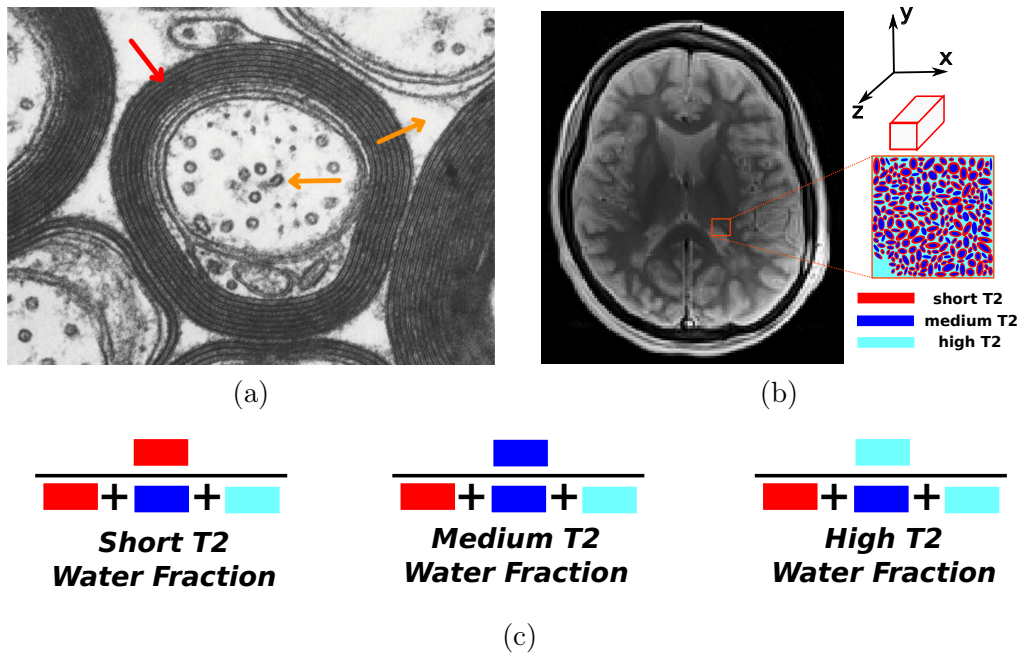 y
x
z
short T2
medium T2
high T2
(a)
(b)
+ +
Short T2
Water Fraction
+ +
Medium T2
Water Fraction
+ +
High T2
Water Fraction
(c)